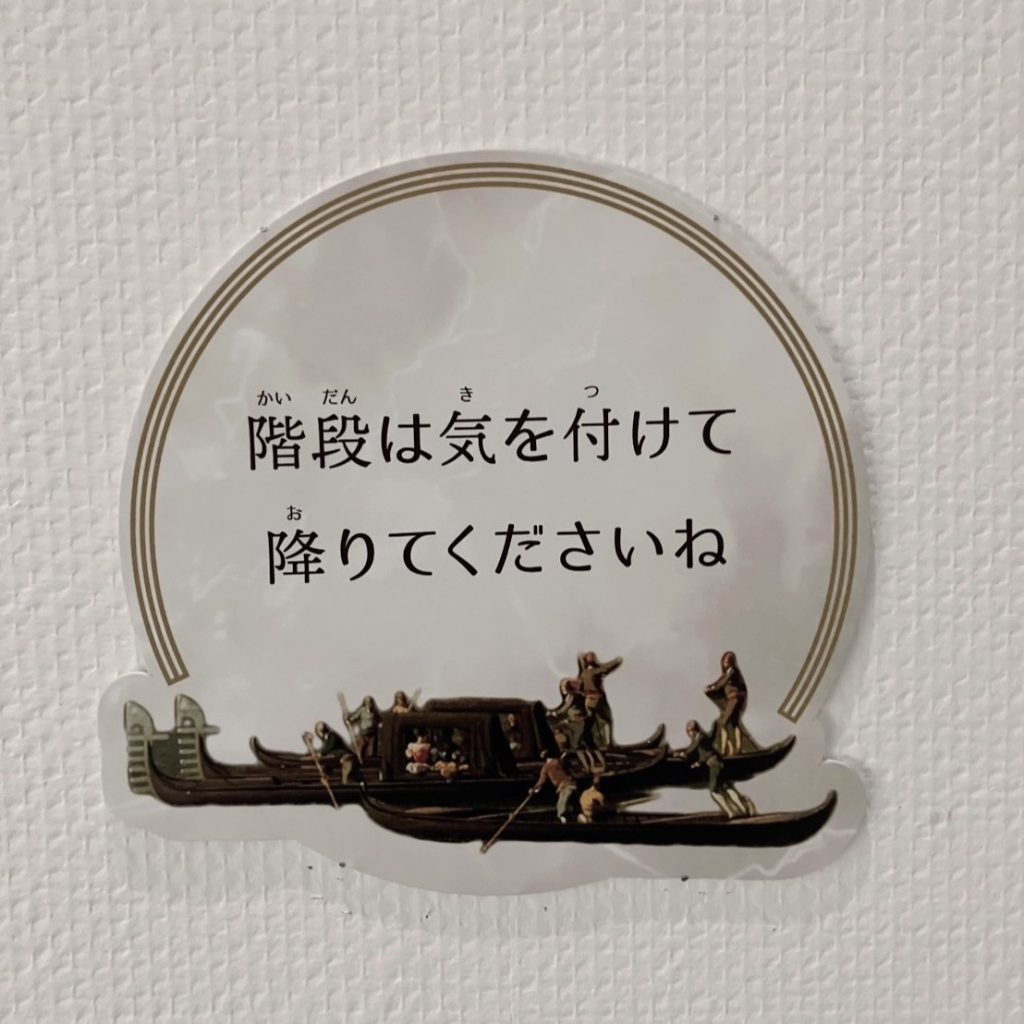 かい だん き つ
階段は気を付けて
お
降りてくださいね